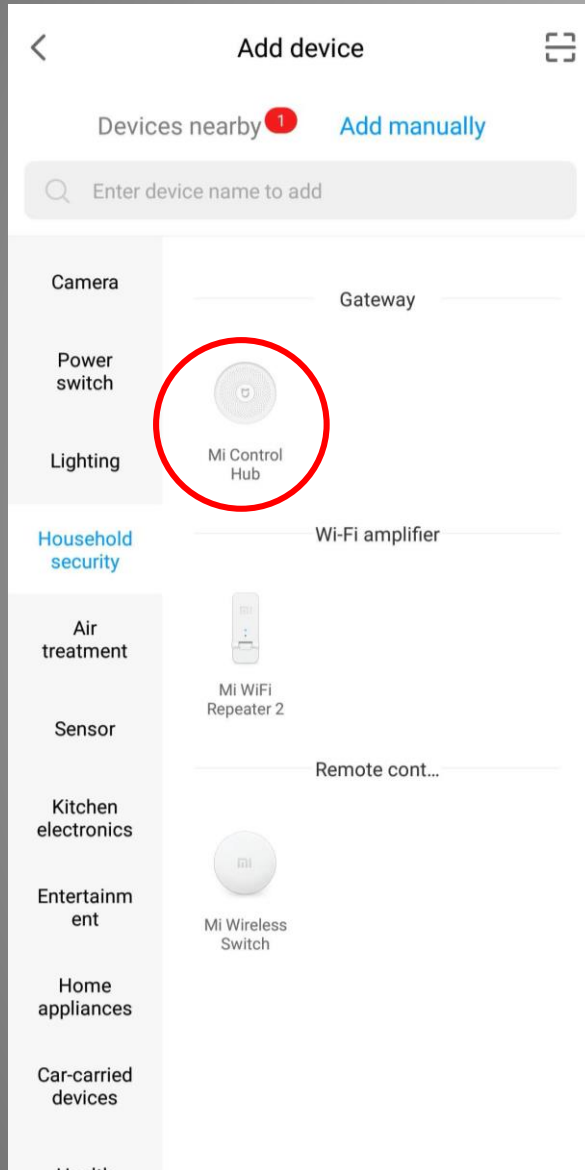 Add device
Devices nearby 1 Add manually
Enter device name to add
Camera
Power
switch
Lighting
Household
security
Air
treatment
Sensor
Kitchen
electronics
Entertainm
ent
Home
appliances
Car-carried
devices
Gateway
Mi Control
Hub
Wi-Fi amplifier
Mi WiFi
Repeater 2
Remote cont...
Mi Wireless
Switch